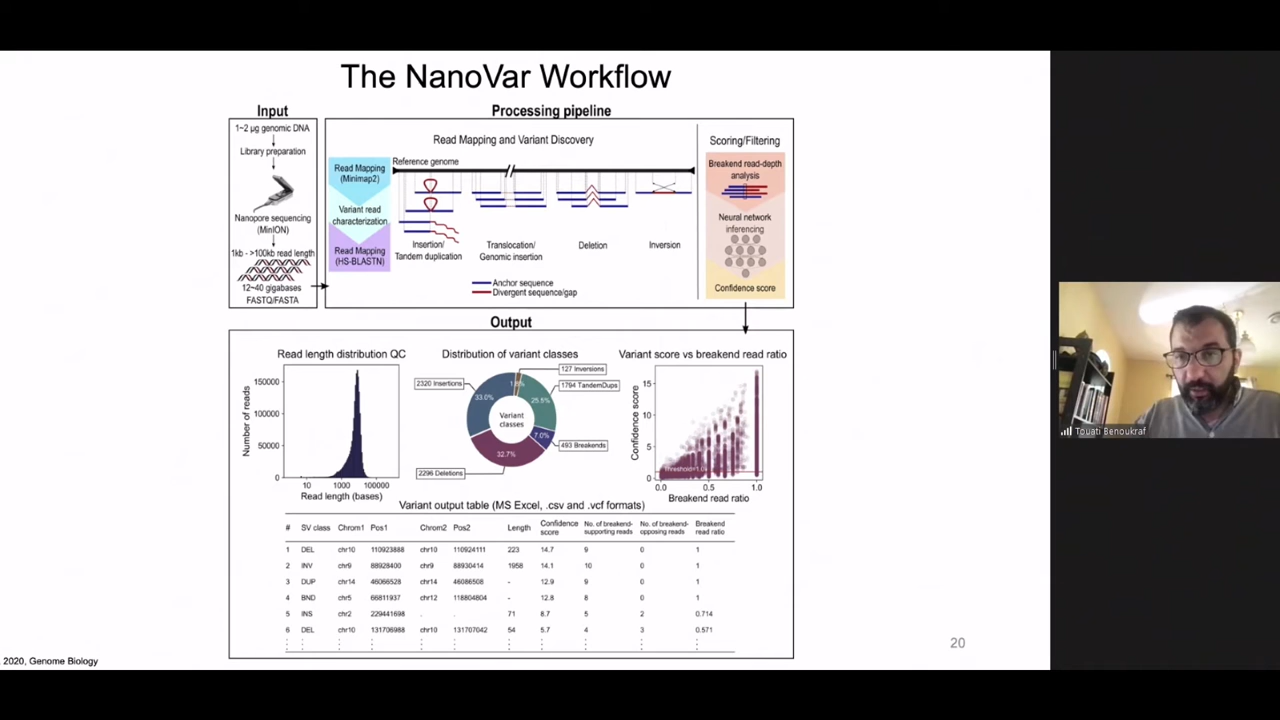 The NanoVar Workflow
Input
1~2 µg genomic DNA
Library preparation
Nanopore sequencing
(MinION)
1kb - >100kb read length
12~40 gigabases
FASTQ/FASTA
Processing pipeline
Read Mapping and Variant Discovery
Read Mapping
(Minimap2)
Variant read
characterization
Read Mapping
(HS-BLASTN)
Reference genome
Insertion/
Tandem duplication
Translocation/
Genomic insertion
Deletion
Inversion
Anchor sequence
Divergent sequence/gap
Scoring/Filtering
Breakend read-depth
analysis
Neural network
inferencing
Confidence score
Output
Read length distribution QC
Number of reads
150000
100000
50000
0
10 1000 100000
Read length (bases)
Distribution of variant classes
127 Inversions
2320 Insertions
1794 TandemDups
33.0%
25.5%
Variant
classes
7.0%
493 Breakends
32.7%
2296 Deletions
Variant score vs breakend read ratio
Confidence score
15
10
5
0
Threshold=1.0
0.0 0.5 1.0
Breakend read ratio
Variant output table (MS Excel, .csv and .vcf formats)
# SV class Chrom1 Pos1 Chrom2 Pos2 Length Confidence score No. of breakend-supporting reads No. of breakend-opposing reads Breakend read ratio
1 DEL chr10 110923888 chr10 110924111 223 14.7 9 0 1
2 INV chr9 88928400 chr9 88930414 1958 14.1 10 0 1
3 DUP chr14 46066528 chr14 46086508 - 12.9 9 0 1
4 BND chr5 66811937 chr12 118804804 - 12.8 8 0 1
5 INS chr2 229441698 . . 71 8.7 5 2 0.714
6 DEL chr10 131706988 chr10 131707042 54 5.7 4 3 0.571
20
2020, Genome Biology
Touati Benoukraf